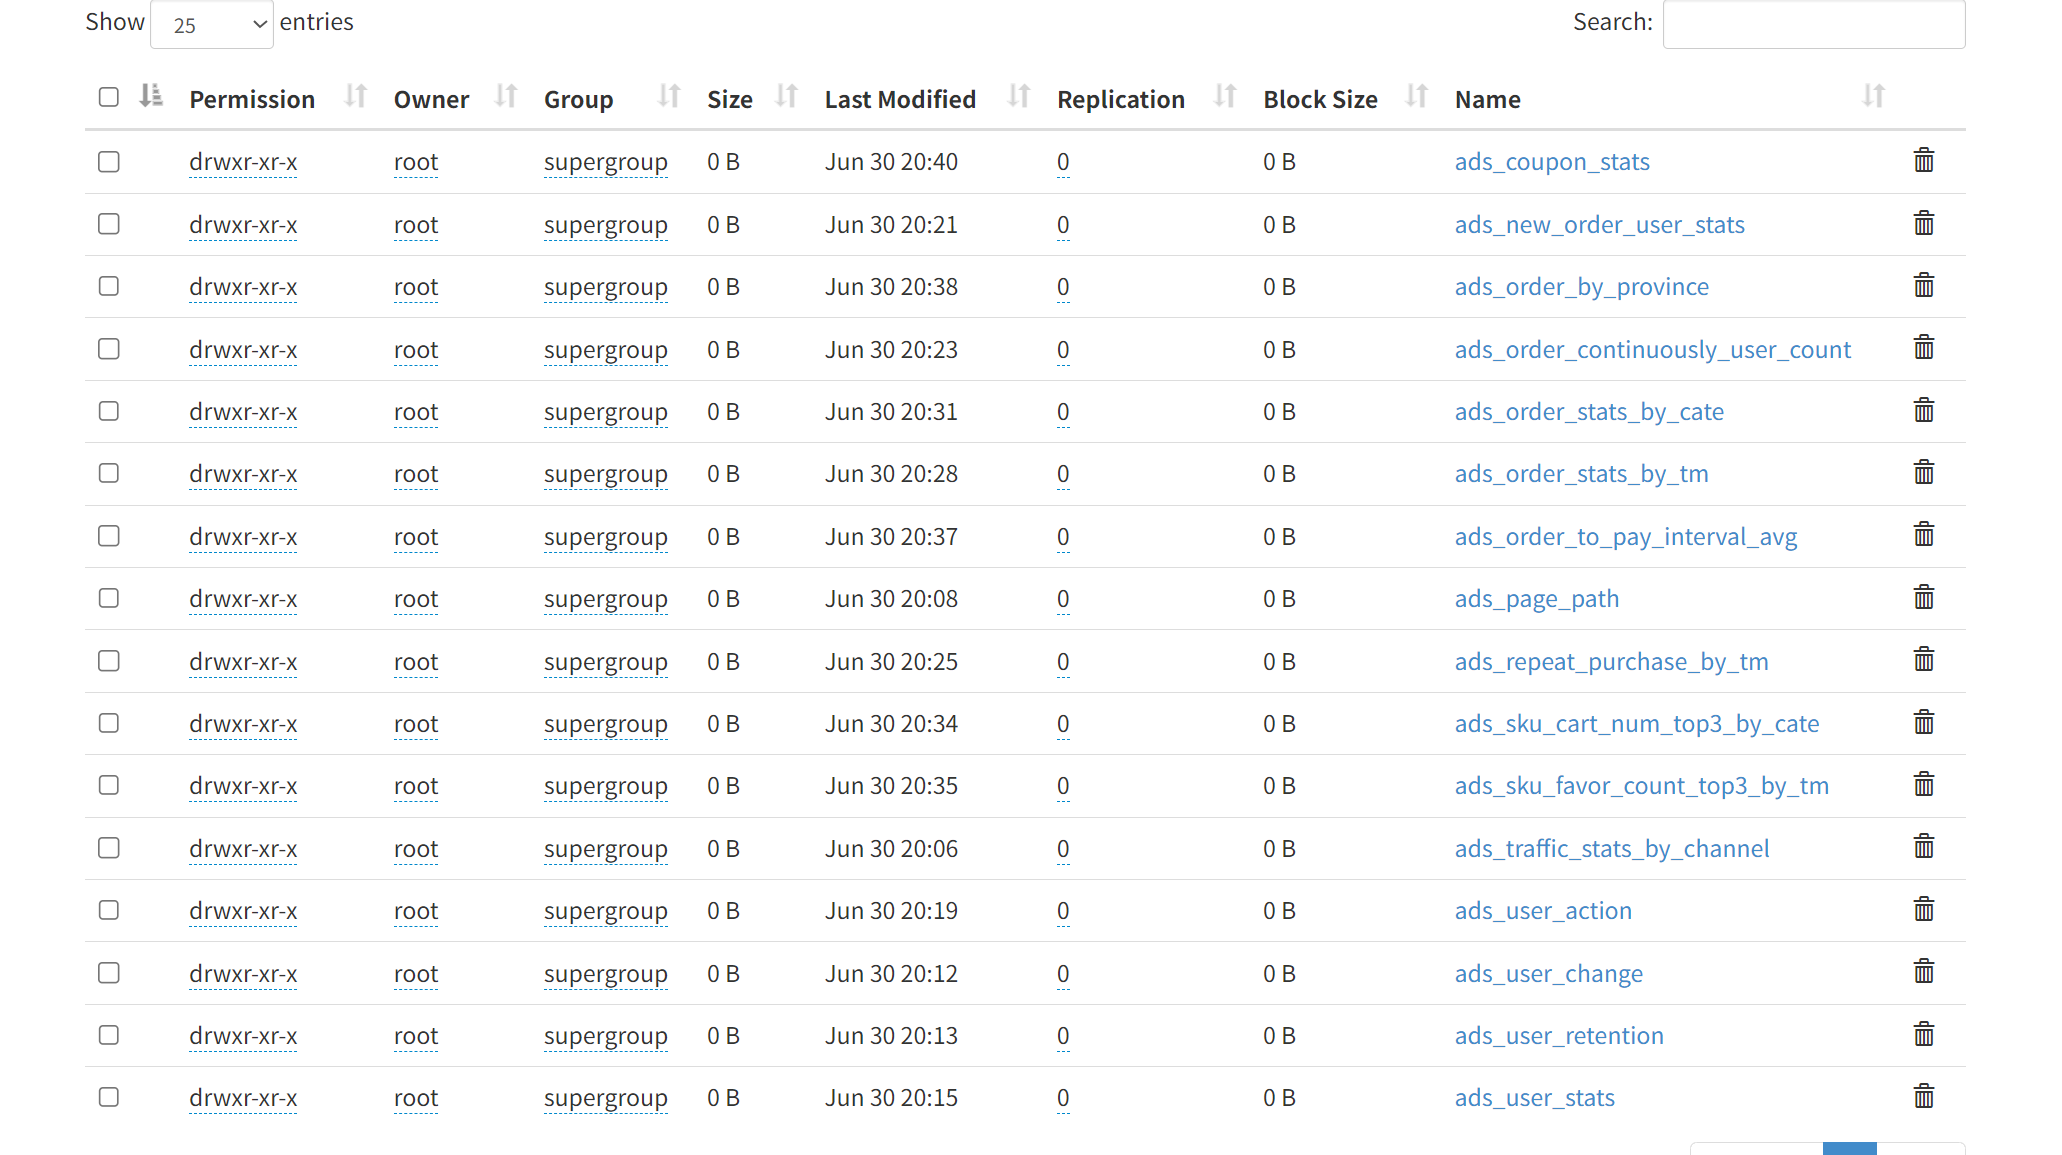 Show 25 entries Search:
Permission Owner Group Size Last Modified Replication Block Size Name
drwxr-xr-x root supergroup 0 B Jun 30 20:40 0 0 B ads_coupon_stats
drwxr-xr-x root supergroup 0 B Jun 30 20:21 0 0 B ads_new_order_user_stats
drwxr-xr-x root supergroup 0 B Jun 30 20:38 0 0 B ads_order_by_province
drwxr-xr-x root supergroup 0 B Jun 30 20:23 0 0 B ads_order_continuously_user_count
drwxr-xr-x root supergroup 0 B Jun 30 20:31 0 0 B ads_order_stats_by_cate
drwxr-xr-x root supergroup 0 B Jun 30 20:28 0 0 B ads_order_stats_by_tm
drwxr-xr-x root supergroup 0 B Jun 30 20:37 0 0 B ads_order_to_pay_interval_avg
drwxr-xr-x root supergroup 0 B Jun 30 20:08 0 0 B ads_page_path
drwxr-xr-x root supergroup 0 B Jun 30 20:25 0 0 B ads_repeat_purchase_by_tm
drwxr-xr-x root supergroup 0 B Jun 30 20:34 0 0 B ads_sku_cart_num_top3_by_cate
drwxr-xr-x root supergroup 0 B Jun 30 20:35 0 0 B ads_sku_favor_count_top3_by_tm
drwxr-xr-x root supergroup 0 B Jun 30 20:06 0 0 B ads_traffic_stats_by_channel
drwxr-xr-x root supergroup 0 B Jun 30 20:19 0 0 B ads_user_action
drwxr-xr-x root supergroup 0 B Jun 30 20:12 0 0 B ads_user_change
drwxr-xr-x root supergroup 0 B Jun 30 20:13 0 0 B ads_user_retention
drwxr-xr-x root supergroup 0 B Jun 30 20:15 0 0 B ads_user_stats